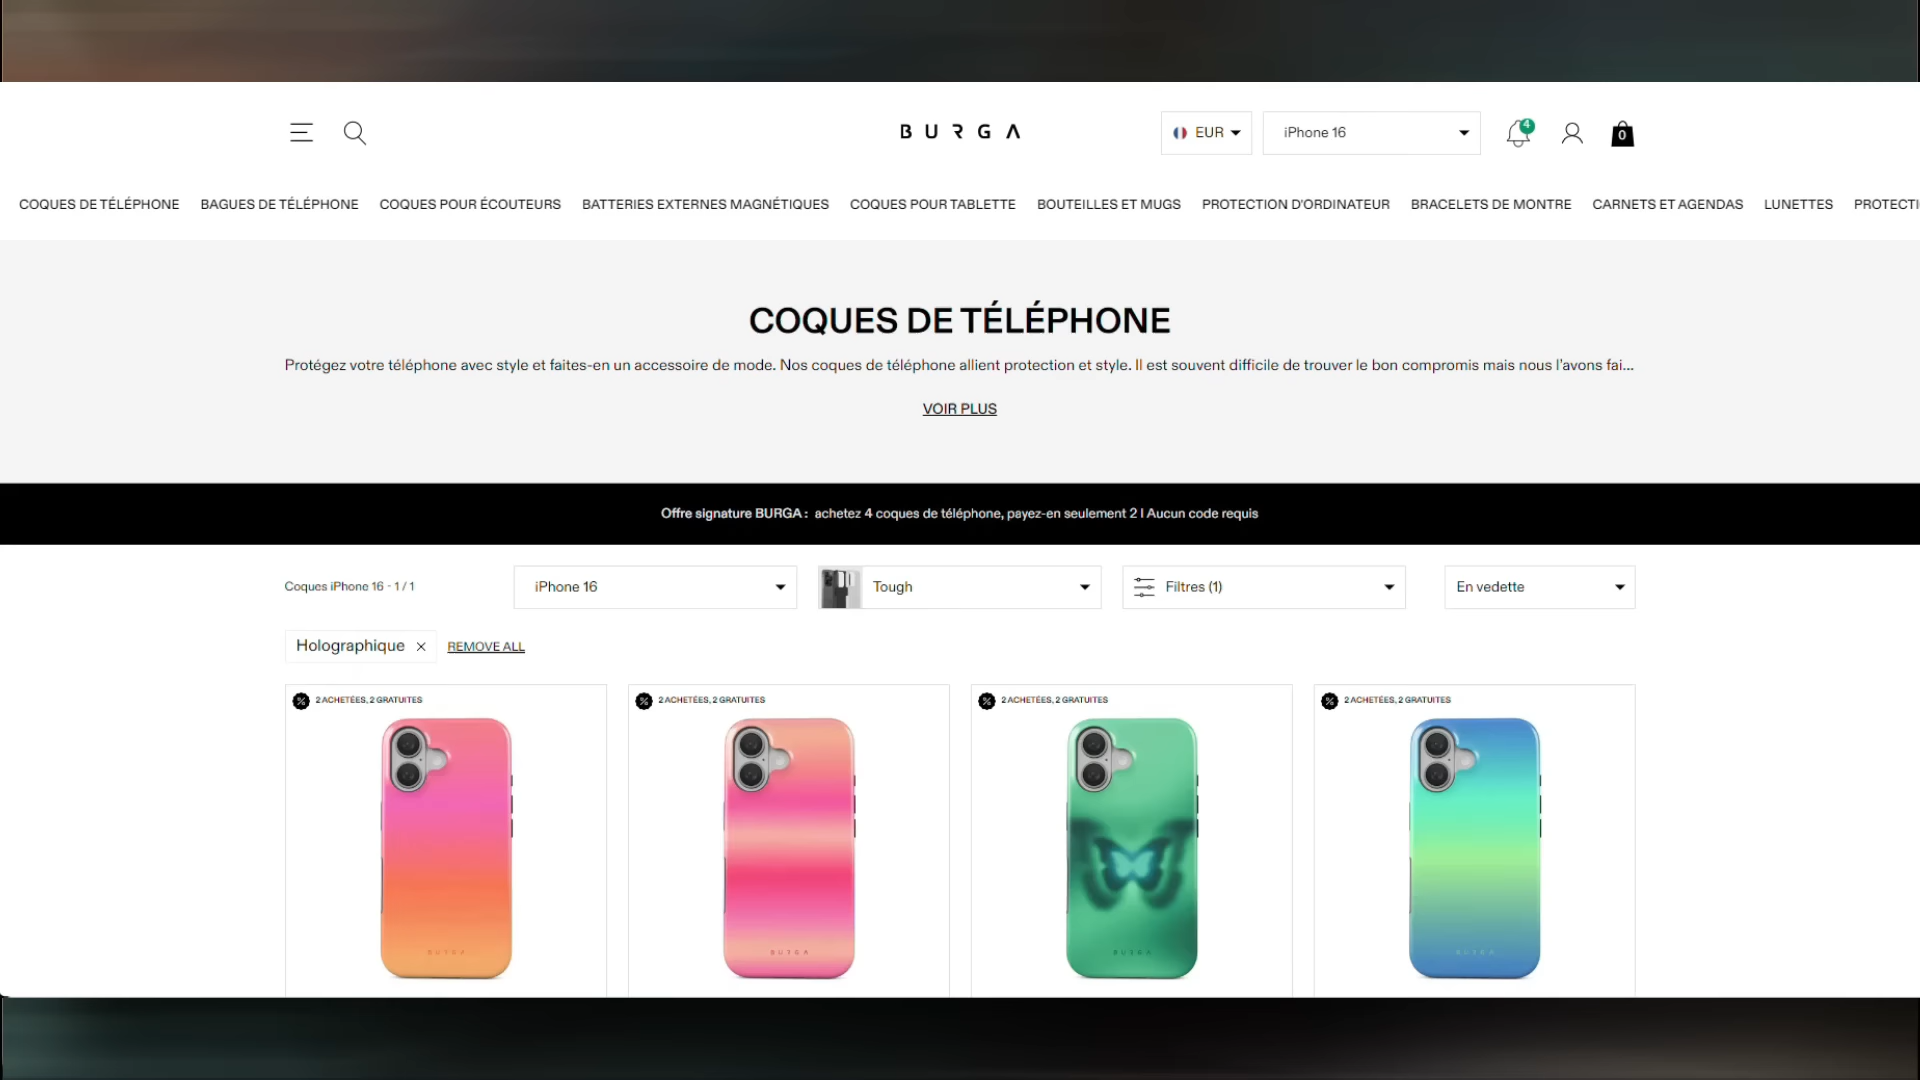 BURGA
EUR
iPhone 16
4
0
COQUES DE TÉLÉPHONE
BAGUES DE TÉLÉPHONE
COQUES POUR ÉCOUTEURS
BATTERIES EXTERNES MAGNÉTIQUES
COQUES POUR TABLETTE
BOUTEILLES ET MUGS
PROTECTION D'ORDINATEUR
BRACELETS DE MONTRE
CARNETS ET AGENDAS
LUNETTES
PROTECTI
COQUES DE TÉLÉPHONE
Protégez votre téléphone avec style et faites-en un accessoire de mode. Nos coques de téléphone allient protection et style. Il est souvent difficile de trouver le bon compromis mais nous l'avons fai...
VOIR PLUS
Offre signature BURGA : achetez 4 coques de téléphone, payez-en seulement 2 I Aucun code requis
Coques iPhone 16 - 1 / 1
iPhone 16
Tough
Filtres (1)
En vedette
Holographique
REMOVE ALL
% 2 ACHETÉES, 2 GRATUITES
% 2 ACHETÉES, 2 GRATUITES
% 2 ACHETÉES, 2 GRATUITES
% 2 ACHETÉES, 2 GRATUITES
BURGA
BURGA
BURGA
BURGA